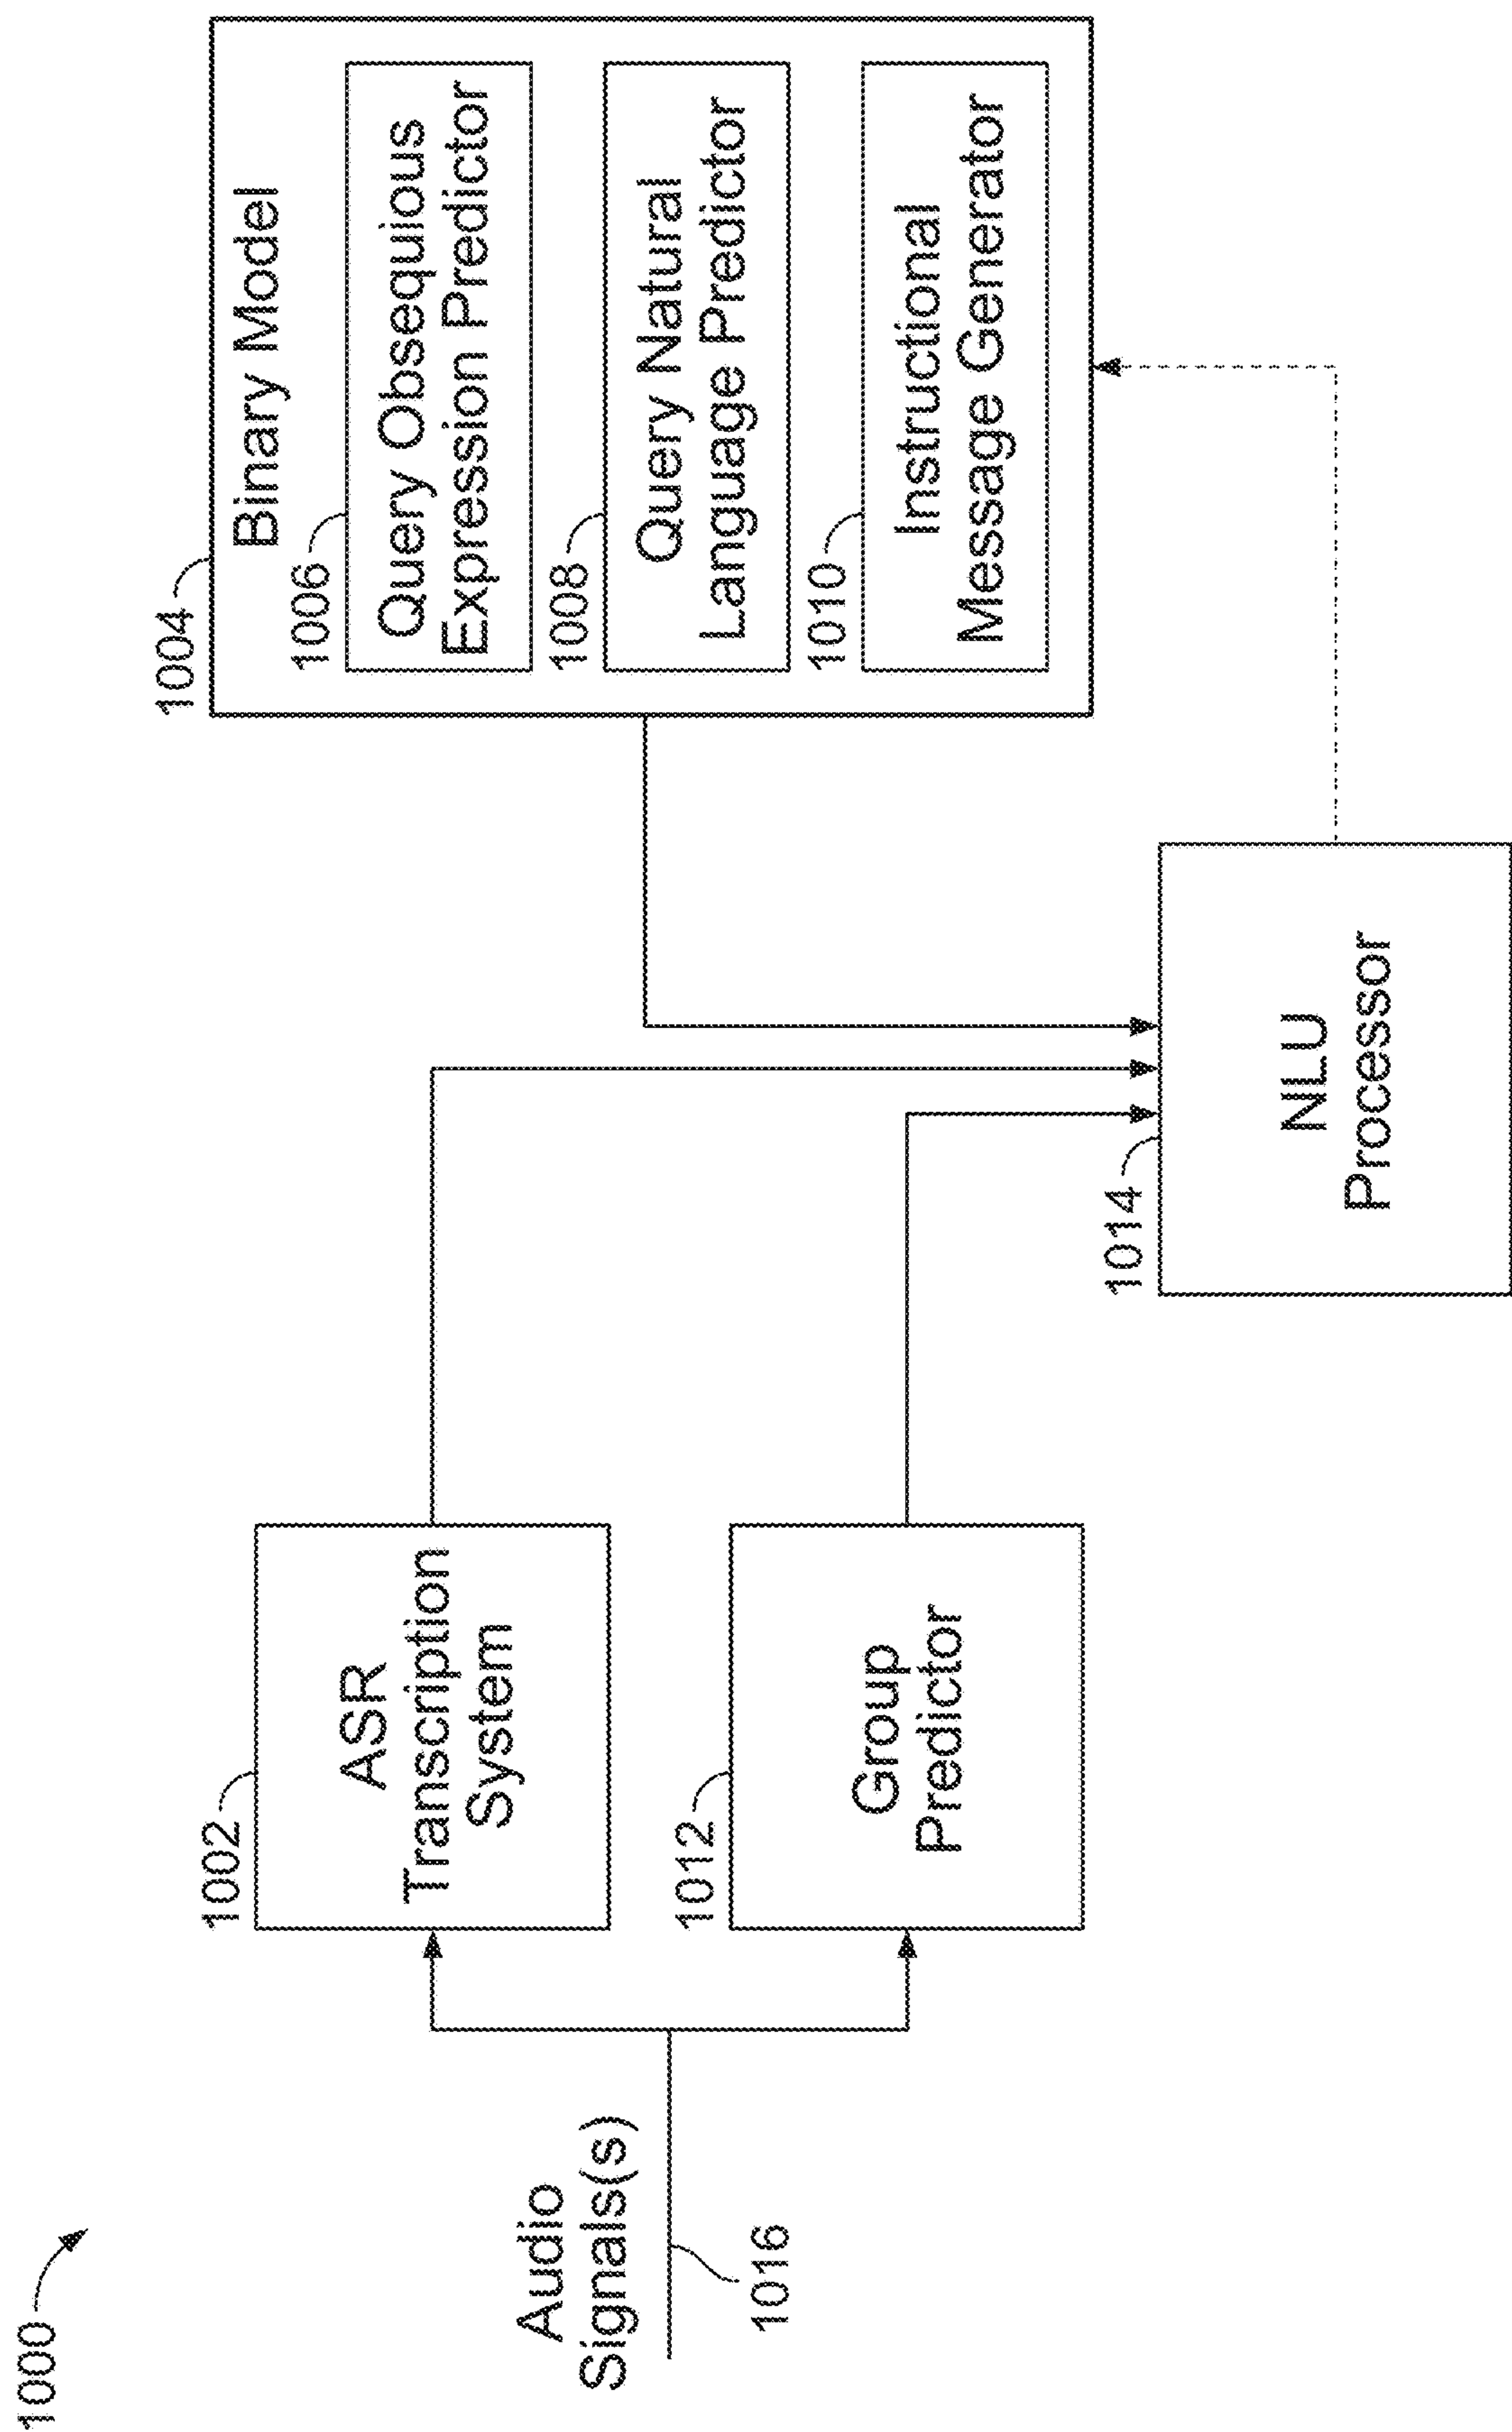 1000
Audio
Signals(s)
1016
1002
ASR
Transcription
System
1012
Group
Predictor
1014
NLU
Processor
1004
Binary Model
1006
Query Obsequious
Expression Predictor
1008
Query Natural
Language Predictor
1010
Instructional
Message Generator